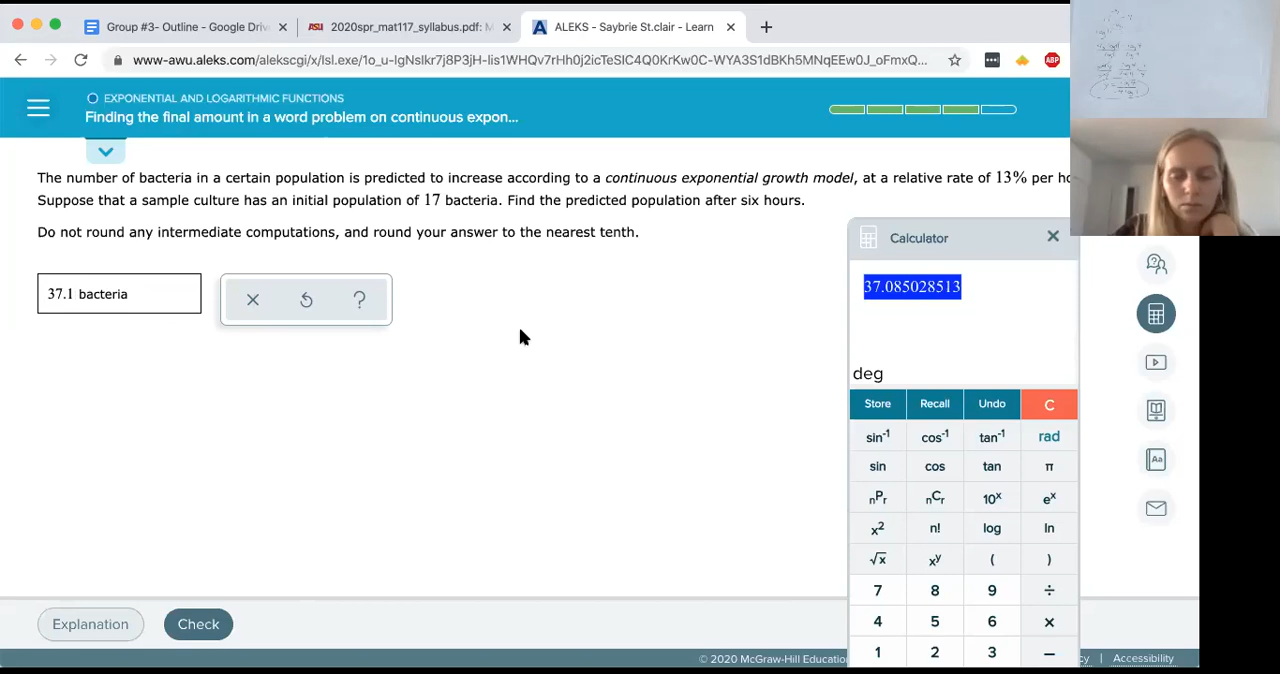 Group #3- Outline - Google Driv
2020spr_mat117_syllabus.pdf: M
ALEKS - Saybrie St.clair - Learn
www-awu.aleks.com/alekscgi/x/Isl.exe/1o_u-IgNslkr7j8P3jH-Iis1WHQv7rHh0j2icTeSIC4Q0KrKw0C-WYA3S1dBKh5MNqEEw0J_oFmxQ...
ABP
EXPONENTIAL AND LOGARITHMIC FUNCTIONS
Finding the final amount in a word problem on continuous expon...
The number of bacteria in a certain population is predicted to increase according to a continuous exponential growth model, at a relative rate of 13% per ho
Suppose that a sample culture has an initial population of 17 bacteria. Find the predicted population after six hours.
Do not round any intermediate computations, and round your answer to the nearest tenth.
37.1 bacteria
× ?
Calculator ×
37.085028513
deg
Store Recall Undo C
sin⁻¹ cos⁻¹ tan⁻¹ rad
sin cos tan π
nPr nCr 10ˣ eˣ
x² n! log ln
√x xʸ ( )
7 8 9 ÷
4 5 6 ×
1 2 3 −
Aa
Explanation Check
© 2020 McGraw-Hill Educatio
cy | Accessibility